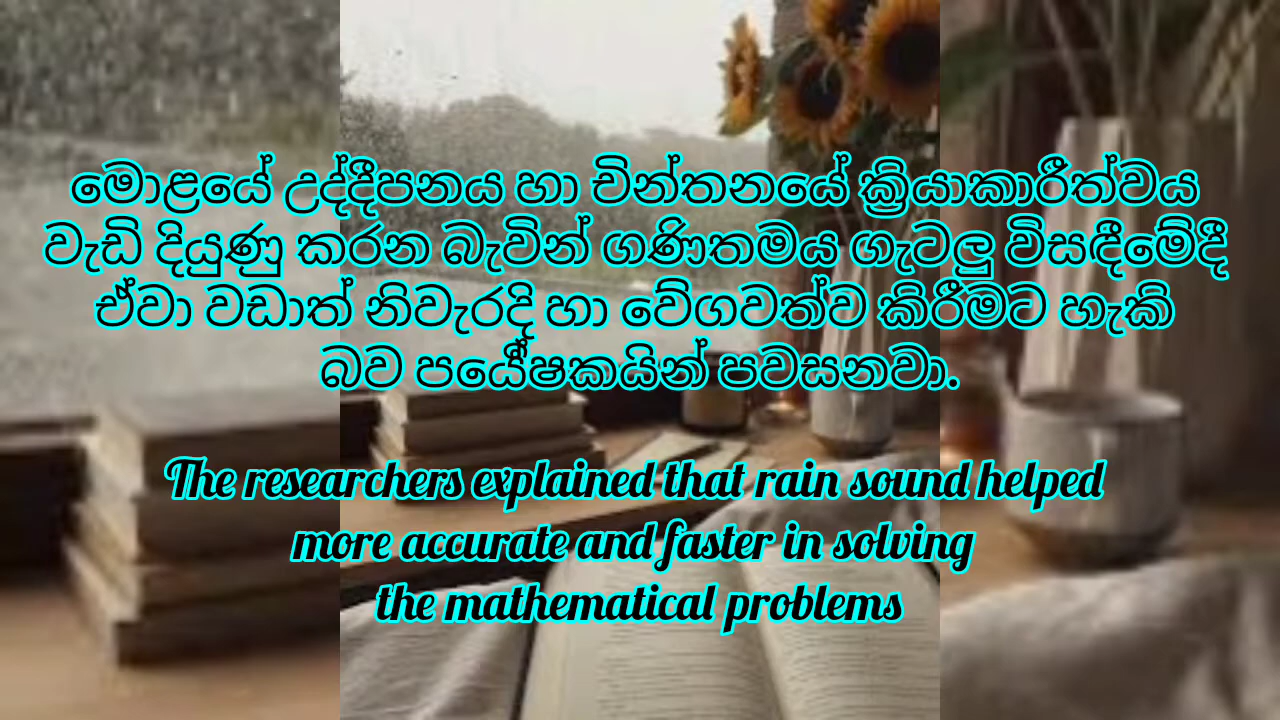 මොළයේ උද්දීපනය හා චින්තනයේ ක්‍රියාකාරීත්වය
වැඩි දියුණු කරන බැවින් ගණිතමය ගැටලු විසඳීමේදී
ඒවා වඩාත් නිවැරදි හා වේගවත්ව කිරීමට හැකි
බව පර්යේෂකයින් පවසනවා.
The researchers explained that rain sound helped
more accurate and faster in solving
the mathematical problems